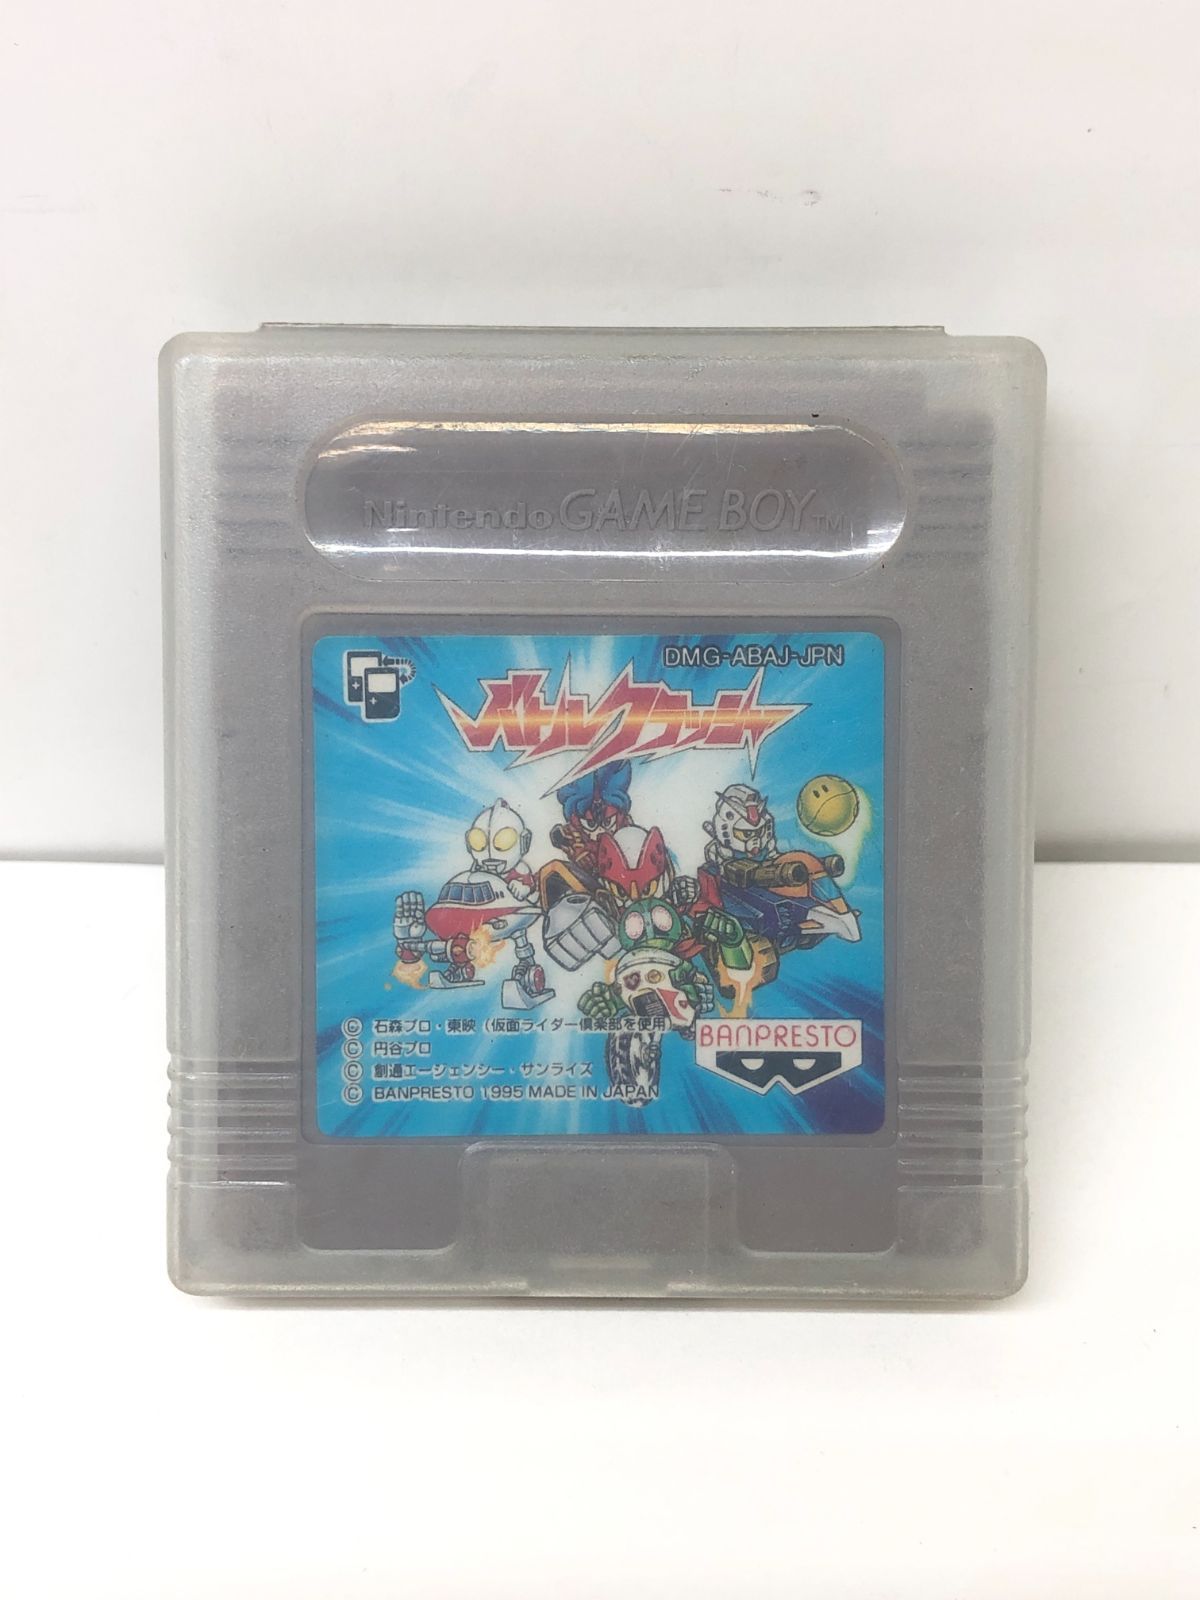 Nintendo GAME BOY TM
DMG-ABAJ-JPN
バトルクラッシャー
Ⓒ 石森プロ・東映 (仮面ライダー倶楽部を使用)
Ⓒ 円谷プロ
Ⓒ 創通エージェンシー・サンライズ
Ⓒ BANPRESTO 1995 MADE IN JAPAN
BANPRESTO